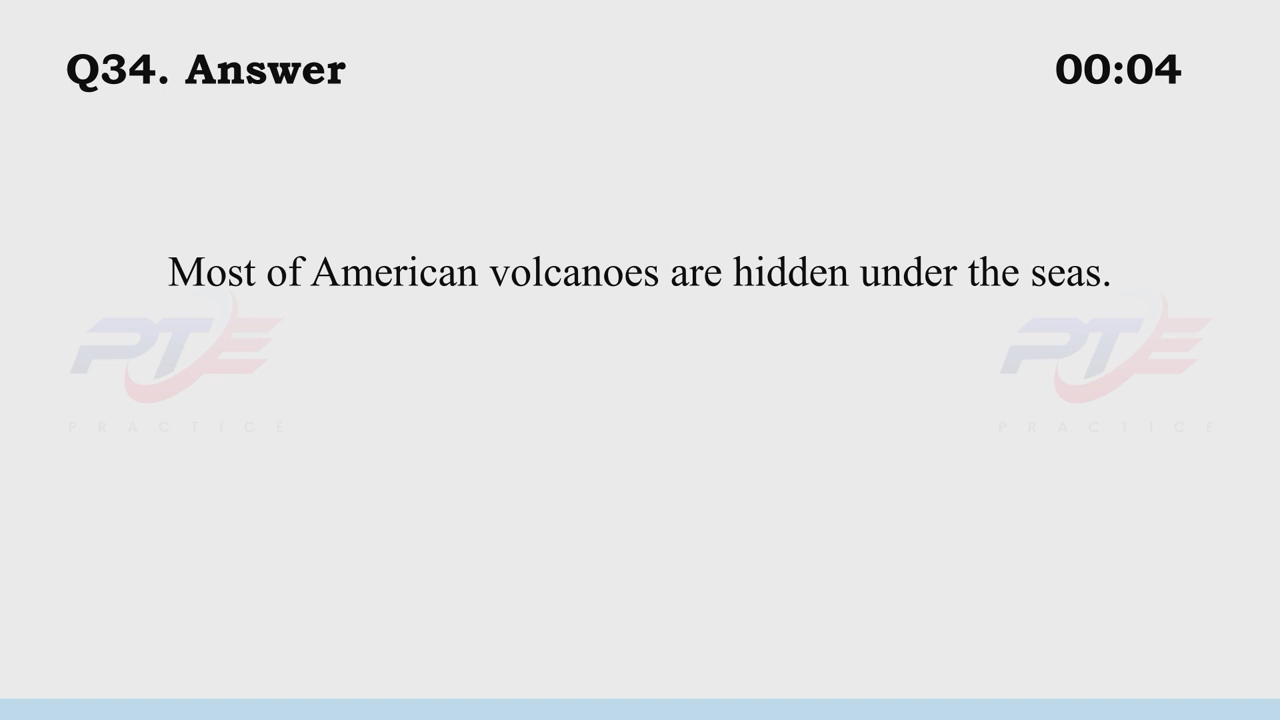 Q34. Answer
00:04
Most of American volcanoes are hidden under the seas.
PTE PTE
PRACTICE PRACTICE